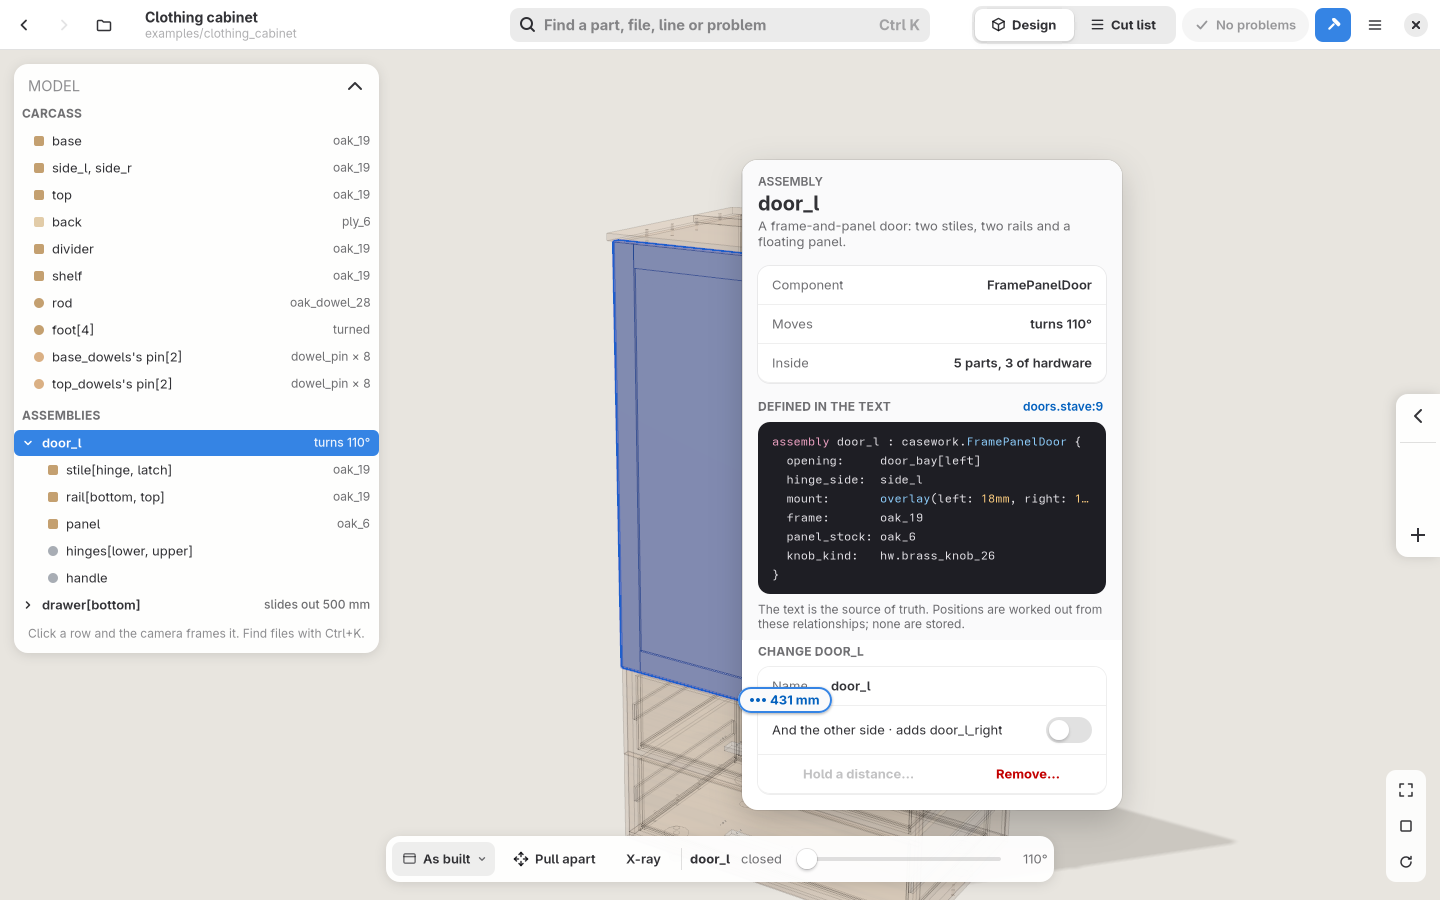 Clothing cabinet
examples/clothing_cabinet
Find a part, file, line or problem
Ctrl K
Design
Cut list
No problems
MODEL
CARCASS
base oak_19
side_l, side_r oak_19
top oak_19
back ply_6
divider oak_19
shelf oak_19
rod oak_dowel_28
foot[4] turned
base_dowels's pin[2] dowel_pin × 8
top_dowels's pin[2] dowel_pin × 8
ASSEMBLIES
door_l turns 110°
stile[hinge, latch] oak_19
rail[bottom, top] oak_19
panel oak_6
hinges[lower, upper]
handle
drawer[bottom] slides out 500 mm
Click a row and the camera frames it. Find files with Ctrl+K.
ASSEMBLY
door_l
A frame-and-panel door: two stiles, two rails and a
floating panel.
Component FramePanelDoor
Moves turns 110°
Inside 5 parts, 3 of hardware
DEFINED IN THE TEXT doors.stave:9
assembly door_l : casework.FramePanelDoor {
opening: door_bay[left]
hinge_side: side_l
mount: overlay(left: 18mm, right: 1…
frame: oak_19
panel_stock: oak_6
knob_kind: hw.brass_knob_26
}
The text is the source of truth. Positions are worked out from
these relationships; none are stored.
CHANGE DOOR_L
Name door_l
••• 431 mm
And the other side · adds door_l_right
Hold a distance… Remove…
As built
Pull apart
X-ray
door_l closed 110°